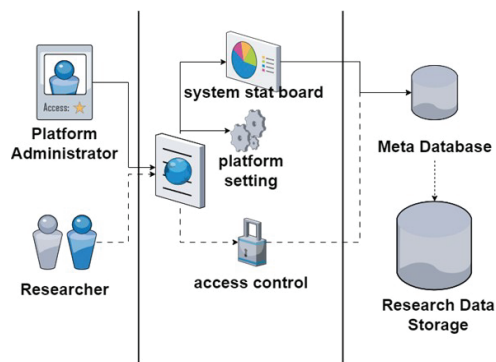 Access:
Platform
Administrator
Researcher
system stat board
platform
setting
access control
Meta Database
Research Data
Storage